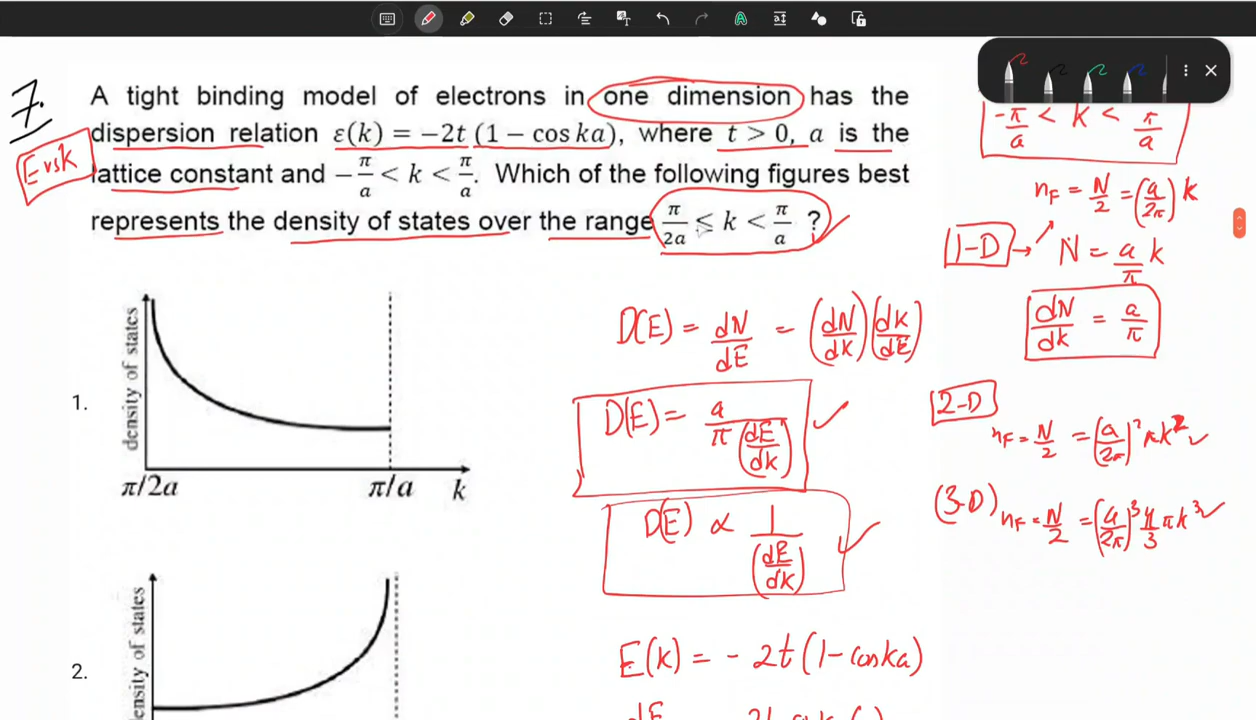 7.
A tight binding model of electrons in one dimension has the
dispersion relation ε(k) = −2t (1 − cos ka), where t > 0, a is the
E vs k
lattice constant and −π/a < k < π/a. Which of the following figures best
represents the density of states over the range π/2a ≤ k < π/a ?
-π/a < k < π/a
n_F = N/2 = (a/2π) k
1-D → N = a/π k
dN/dk = a/π
1.
density of states
π/2a π/a k
D(E) = dN/dE = (dN/dk)(dk/dE)
D(E) = a/π(dE/dk) ✓
D(E) ∝ 1/(dE/dk) ✓
2-D
n_F = N/2 = (a/2π)² πk² ✓
(3-D) n_F = N/2 = (a/2π)³ 4/3 πk³ ✓
2.
density of states
E(k) = - 2t (1 - cos ka)